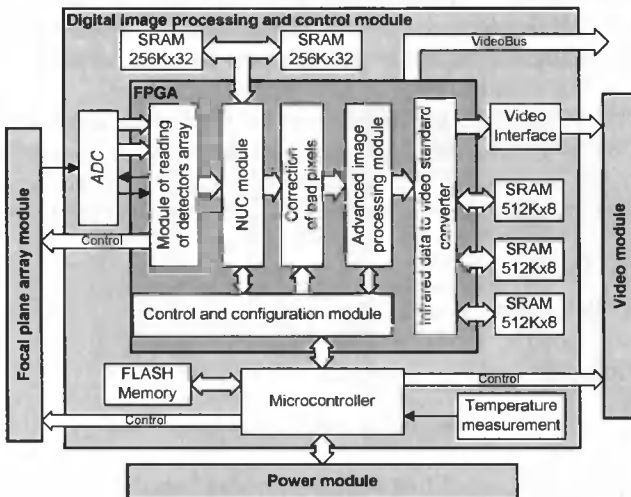 Digital image processing and control module
SRAM
256Kx32
SRAM
256Kx32
VideoBus
FPGA
ADC
Module of reading
of detectors array
NUC module
Correction
of bad pixels
Advanced image
processing module
Infrared data to video standard
converter
Video
Interface
SRAM
512Kx8
SRAM
512Kx8
SRAM
512Kx8
Focal plane array module
Video module
Control
Control and configuration module
FLASH
Memory
Microcontroller
Control
Control
Temperature
measurement
Power module